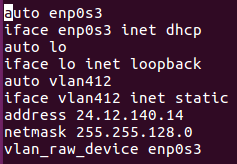 auto enp0s3
iface enp0s3 inet dhcp
auto lo
iface lo inet loopback
auto vlan412
iface vlan412 inet static
address 24.12.140.14
netmask 255.255.128.0
vlan_raw_device enp0s3